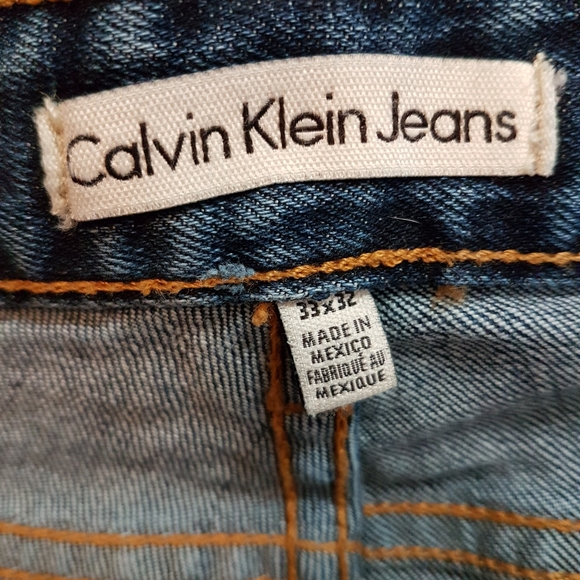 Calvin Klein Jeans
33x32
MADE IN
MEXICO
FABRIQUÉ AU
MEXIQUE